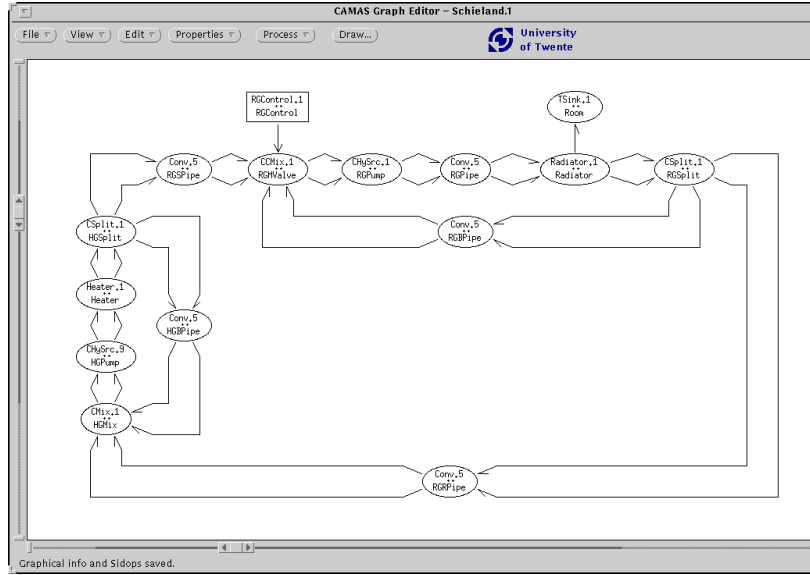 CAMAS Graph Editor – Schieland.1
File View Edit Properties Process Draw...
University
of Twente
RGControl.1
RGControl
TSink.1
Room
Conv.5
RGSPipe
CCMix.1
RGMValve
CHySrc.1
RGPump
Conv.5
RGPipe
Radiator.1
Radiator
CSplit.1
RGSplit
CSplit.1
HGSplit
Conv.5
RGBPipe
Heater.1
Heater
Conv.5
HGBPipe
CHySrc.9
HGPump
CMix.1
HGMix
Conv.5
RGRPipe
Graphical info and Sidops saved.